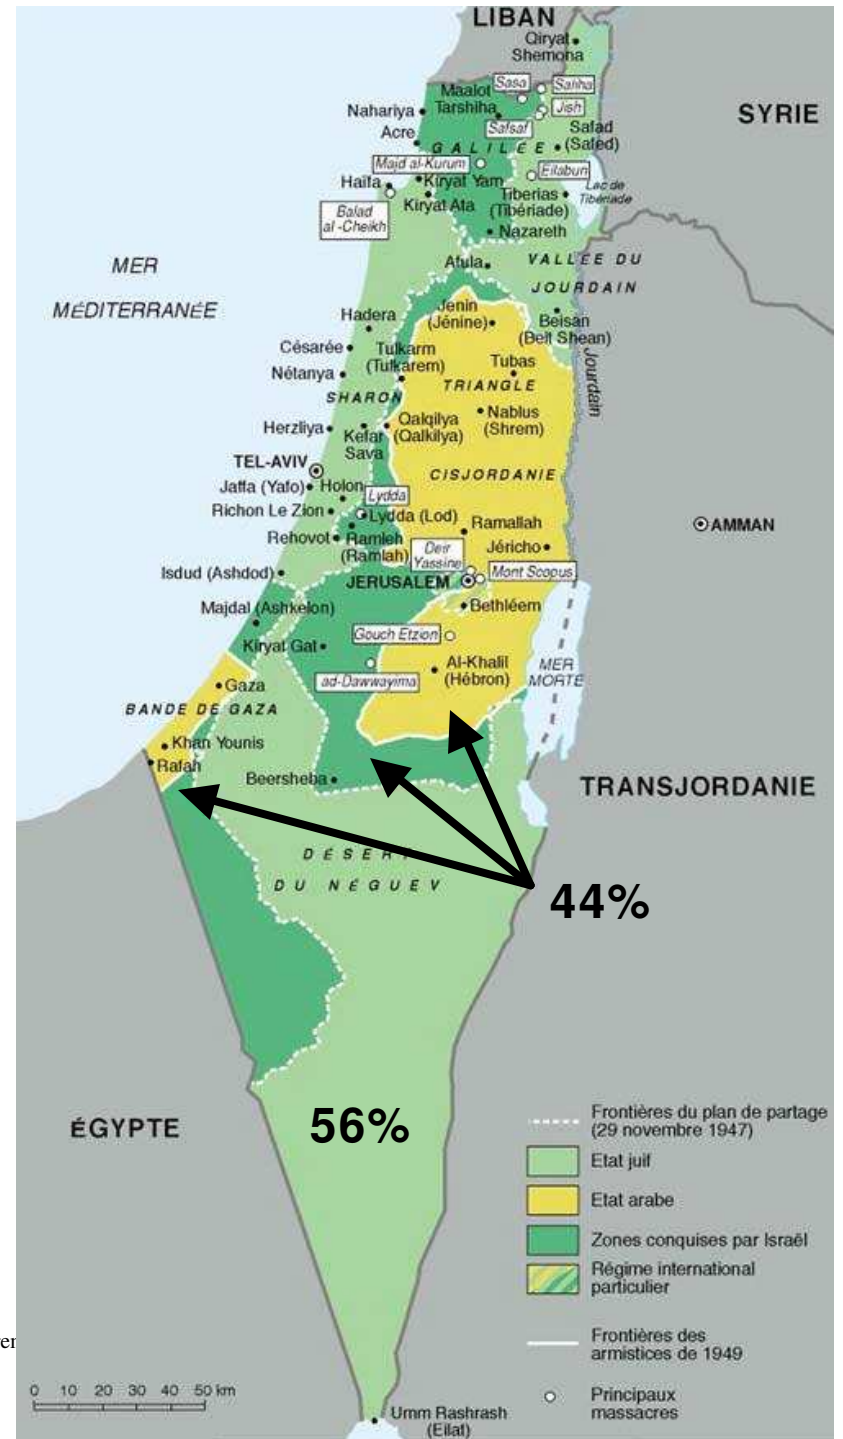 LIBAN
Qiryat
Shemona
Sasa
Saliha
Maalot
Tarshiha
Jish
Nahariya
SYRIE
Safsaf
Safad
(Safed)
Acre
GALILÉE
Majd al-Kurum
Eilabun
Haïfa
Kiryat Yam
Lac de
Tibériade
Kiryat Ata
Tiberias
(Tibériade)
Balad
al-Cheikh
Nazareth
MER
MÉDITERRANÉE
Afula
VALLÉE DU
JOURDAIN
Hadera
Jenin
(Jénine)
Beisan
(Beit Shean)
Césarée
Tulkarm
(Tulkarem)
Tubas
Jourdain
Nétanya
TRIANGLE
SHARON
Nablus
(Shrem)
Herzliya
Kefar
Sava
Qalqilya
(Qalkilya)
TEL-AVIV
CISJORDANIE
Jaffa (Yafo)
Holon
Lydda
Richon Le Zion
Lydda (Lod)
Ramallah
AMMAN
Rehovot
Ramleh
(Ramlah)
Deir
Yassine
Jéricho
Isdud (Ashdod)
JERUSALEM
Mont Scopus
Majdal (Ashkelon)
Bethléem
Gouch Etzion
Kiryat Gat
Al-Khalil
(Hébron)
MER
MORTE
ad-Dawwayima
Gaza
BANDE DE GAZA
Khan Younis
Rafah
Beersheba
TRANSJORDANIE
DÉSERT
DU NÉGUEV
44%
56%
ÉGYPTE
Frontières du plan de partage
(29 novembre 1947)
Etat juif
Etat arabe
Zones conquises par Israël
Régime international
particulier
Frontières des
armistices de 1949
Principaux
massacres
0 10 20 30 40 50 km
Umm Rashrash
(Eilat)